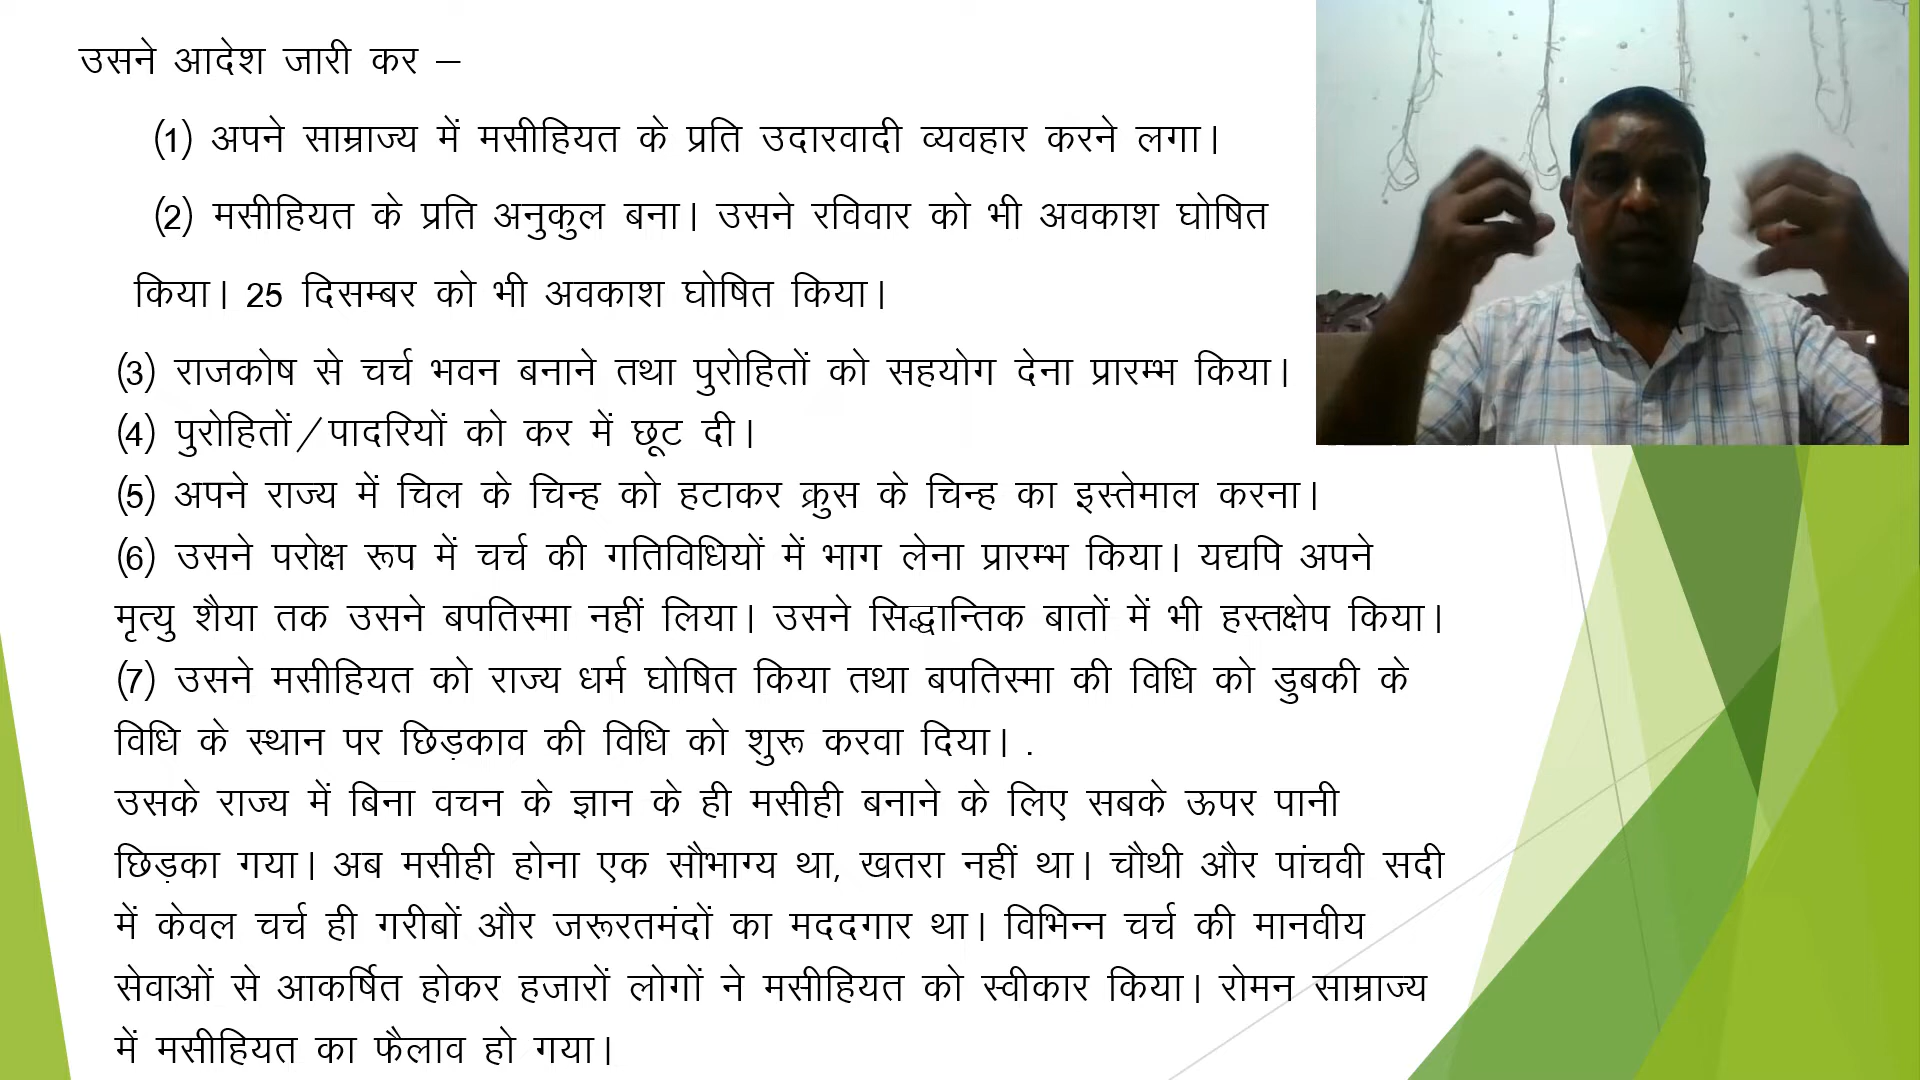 उसने आदेश जारी कर –
(1) अपने साम्राज्य में मसीहियत के प्रति उदारवादी व्यवहार करने लगा।
(2) मसीहियत के प्रति अनुकुल बना। उसने रविवार को भी अवकाश घोषित
किया। 25 दिसम्बर को भी अवकाश घोषित किया।
(3) राजकोष से चर्च भवन बनाने तथा पुरोहितों को सहयोग देना प्रारम्भ किया।
(4) पुरोहितों/पादरियों को कर में छूट दी।
(5) अपने राज्य में चिल के चिन्ह को हटाकर क्रुस के चिन्ह का इस्तेमाल करना।
(6) उसने परोक्ष रूप में चर्च की गतिविधियों में भाग लेना प्रारम्भ किया। यद्यपि अपने
मृत्यु शैया तक उसने बपतिस्मा नहीं लिया। उसने सिद्धान्तिक बातों में भी हस्तक्षेप किया।
(7) उसने मसीहियत को राज्य धर्म घोषित किया तथा बपतिस्मा की विधि को डुबकी के
विधि के स्थान पर छिड़काव की विधि को शुरू करवा दिया। .
उसके राज्य में बिना वचन के ज्ञान के ही मसीही बनाने के लिए सबके ऊपर पानी
छिड़का गया। अब मसीही होना एक सौभाग्य था, खतरा नहीं था। चौथी और पांचवी सदी
में केवल चर्च ही गरीबों और जरूरतमंदों का मददगार था। विभिन्न चर्च की मानवीय
सेवाओं से आकर्षित होकर हजारों लोगों ने मसीहियत को स्वीकार किया। रोमन साम्राज्य
में मसीहियत का फैलाव हो गया।